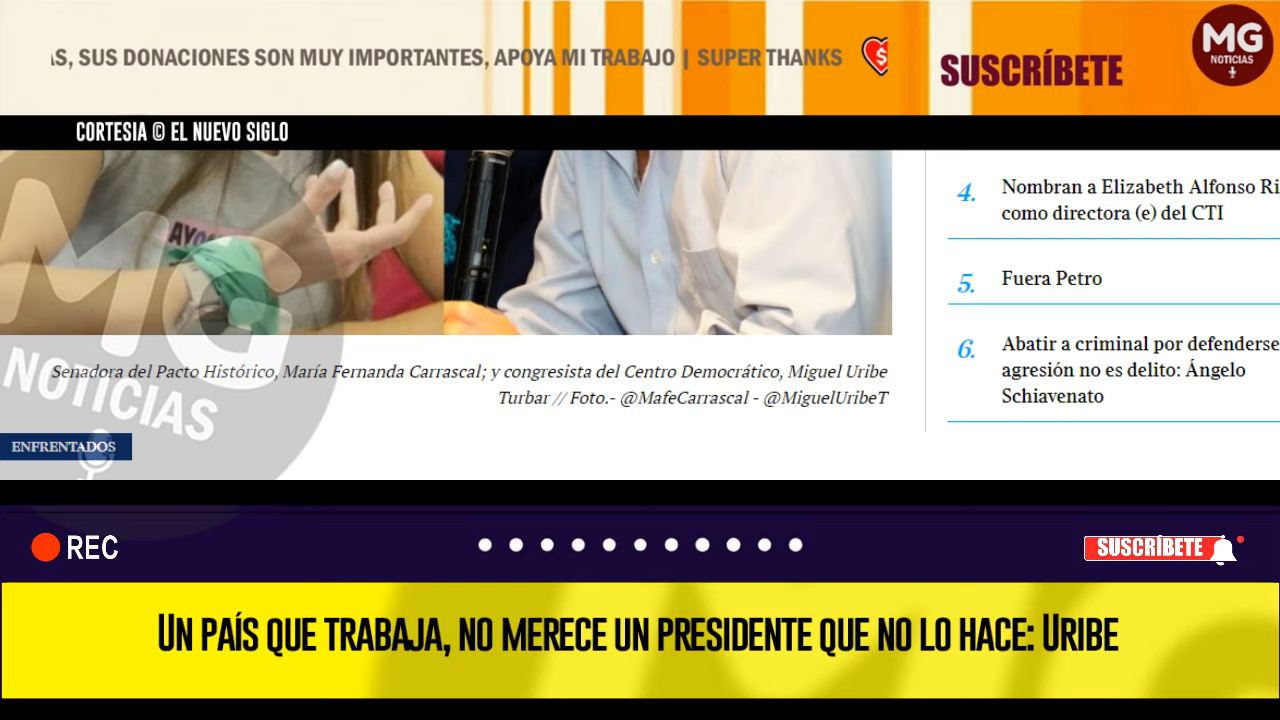 S, SUS DONACIONES SON MUY IMPORTANTES, APOYA MI TRABAJO | SUPER THANKS
SUSCRÍBETE
MG
NOTICIAS
CORTESIA © EL NUEVO SIGLO
MG
NOTICIAS
Senadora del Pacto Histórico, María Fernanda Carrascal; y congresista del Centro Democrático, Miguel Uribe
Turbar // Foto.- @MafeCarrascal - @MiguelUribeT
ENFRENTADOS
4. Nombran a Elizabeth Alfonso Ri
como directora (e) del CTI
5. Fuera Petro
6. Abatir a criminal por defenderse
agresión no es delito: Ángelo
Schiavenato
REC
SUSCRÍBETE
UN PAÍS QUE TRABAJA, NO MERECE UN PRESIDENTE QUE NO LO HACE: URIBE